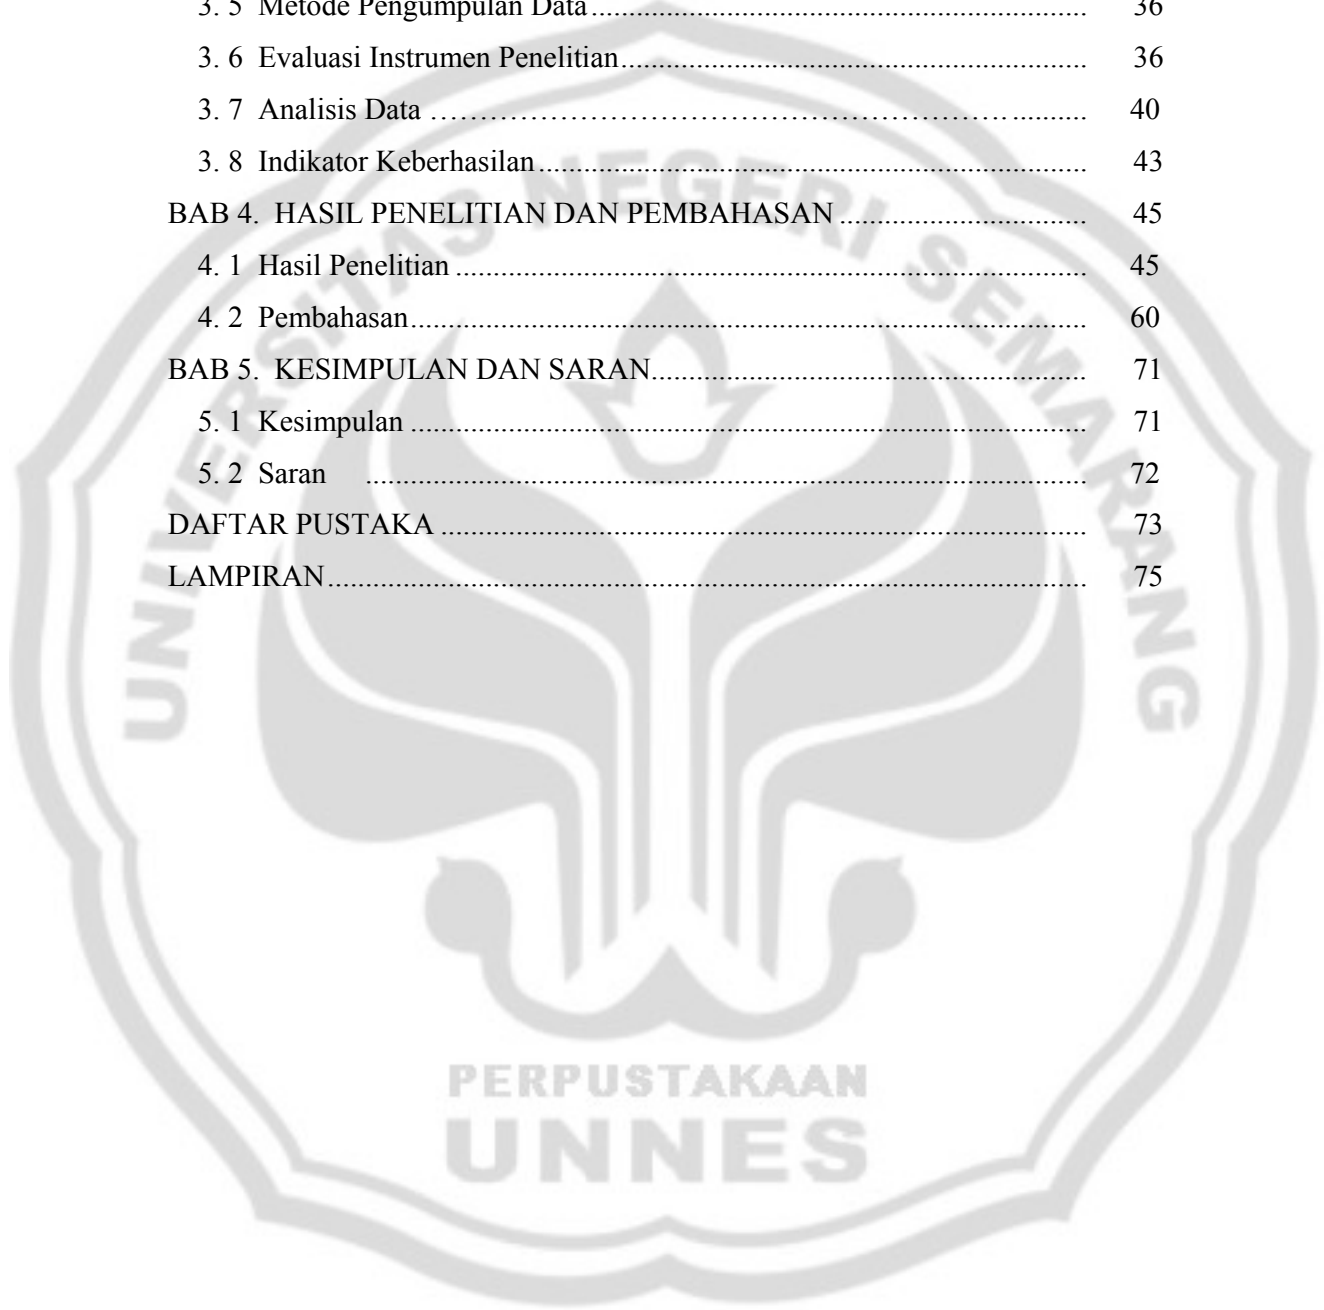 3. 5 Metode Pengumpulan Data........................................................................ 36
3. 6 Evaluasi Instrumen Penelitian.................................................................. 36
3. 7 Analisis Data ………………………………………………….......... 40
3. 8 Indikator Keberhasilan............................................................................. 43
BAB 4. HASIL PENELITIAN DAN PEMBAHASAN ................................... 45
4. 1 Hasil Penelitian ......................................................................................... 45
4. 2 Pembahasan............................................................................................... 60
BAB 5. KESIMPULAN DAN SARAN.............................................................. 71
5. 1 Kesimpulan ............................................................................................... 71
5. 2 Saran ....................................................................................................... 72
DAFTAR PUSTAKA ........................................................................................... 73
LAMPIRAN........................................................................................................... 75
UNIVERSITAS NEGERI SEMARANG
PERPUSTAKAAN
UNNES